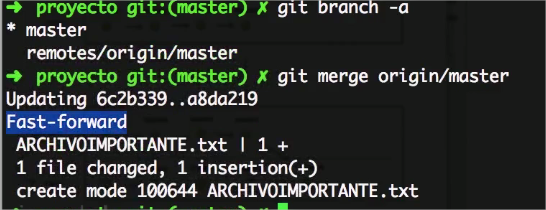 ➜ proyecto git:(master) ✗ git branch -a
* master
  remotes/origin/master
➜ proyecto git:(master) ✗ git merge origin/master
Updating 6c2b339..a8da219
Fast-forward
 ARCHIVOIMPORTANTE.txt | 1 +
 1 file changed, 1 insertion(+)
 create mode 100644 ARCHIVOIMPORTANTE.txt